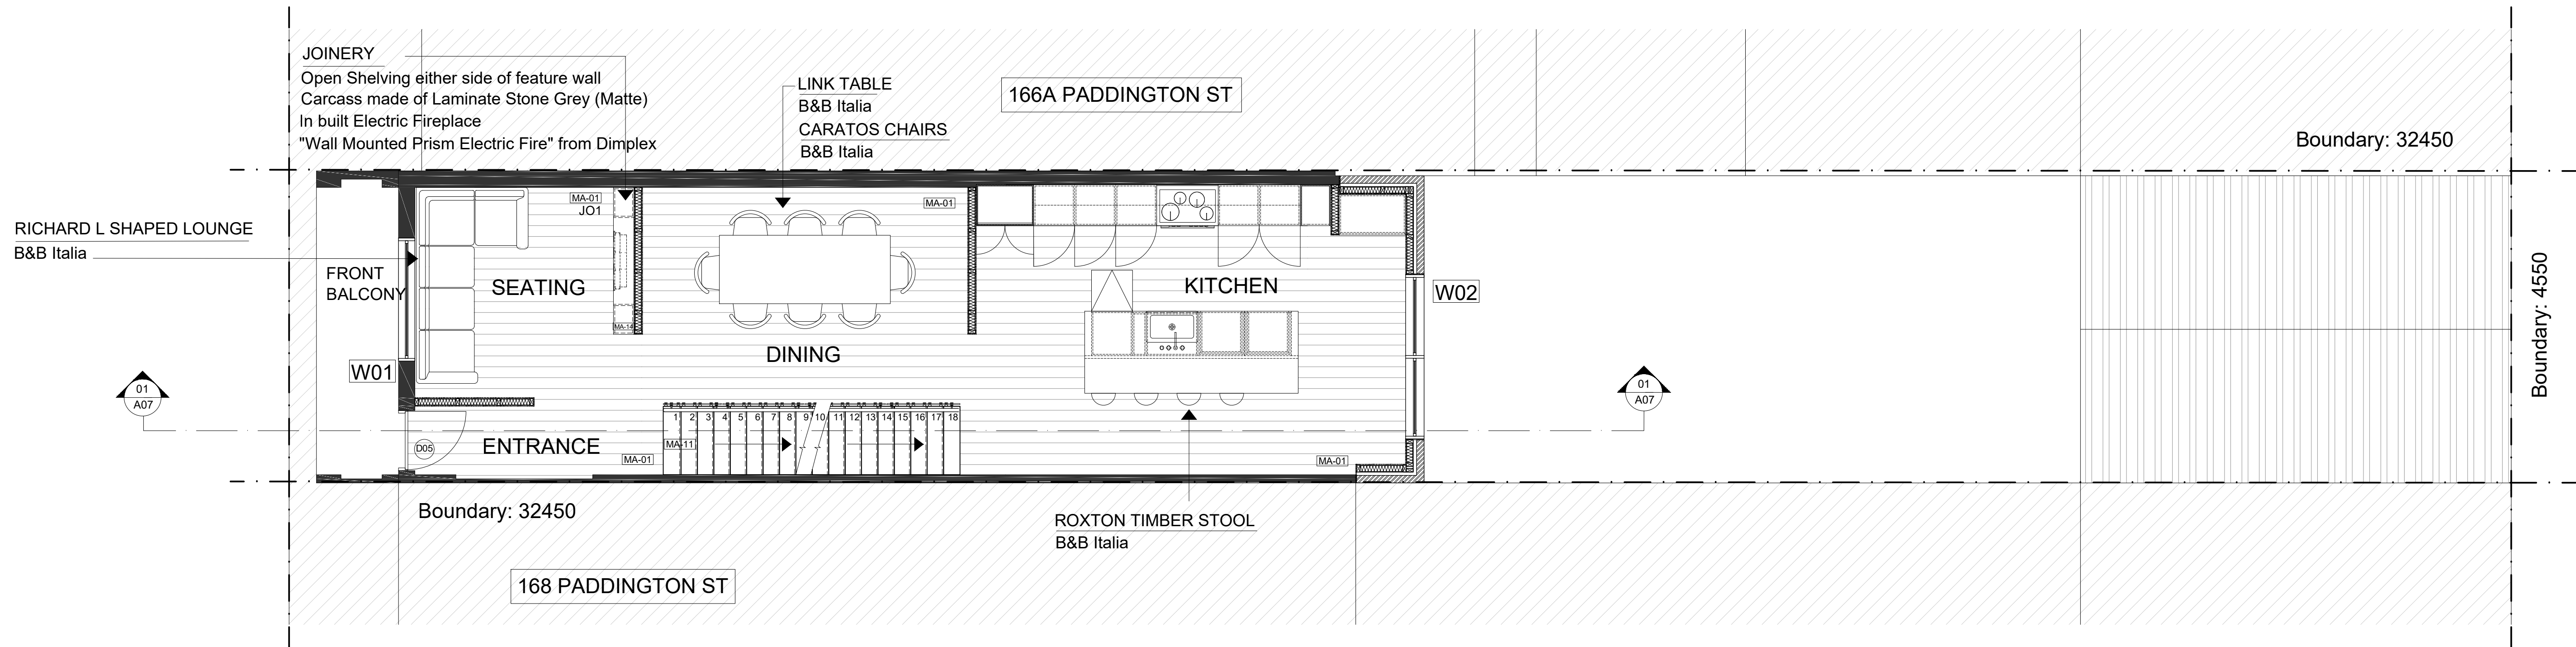 JOINERY
Open Shelving either side of feature wall
Carcass made of Laminate Stone Grey (Matte)
In built Electric Fireplace
"Wall Mounted Prism Electric Fire" from Dimplex
LINK TABLE
B&B Italia
CARATOS CHAIRS
B&B Italia
166A PADDINGTON ST
Boundary: 32450
RICHARD L SHAPED LOUNGE
B&B Italia
FRONT
BALCONY
MA-01
JO1
MA-01
SEATING
MA-14
KITCHEN
W02
Boundary: 4550
DINING
W01
01
A07
01
A07
1 2 3 4 5 6 7 8 9 10 11 12 13 14 15 16 17 18
MA-11
D05
ENTRANCE
MA-01
MA-01
Boundary: 32450
ROXTON TIMBER STOOL
B&B Italia
168 PADDINGTON ST